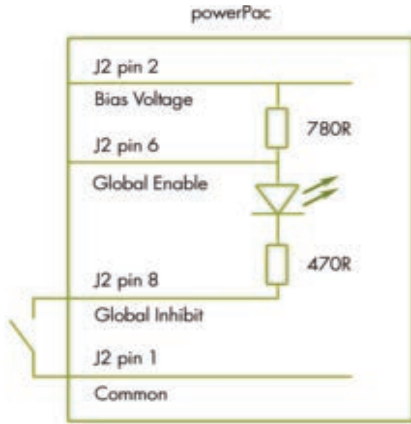 powerPac
J2 pin 2
Bias Voltage
780R
J2 pin 6
Global Enable
470R
J2 pin 8
Global Inhibit
J2 pin 1
Common